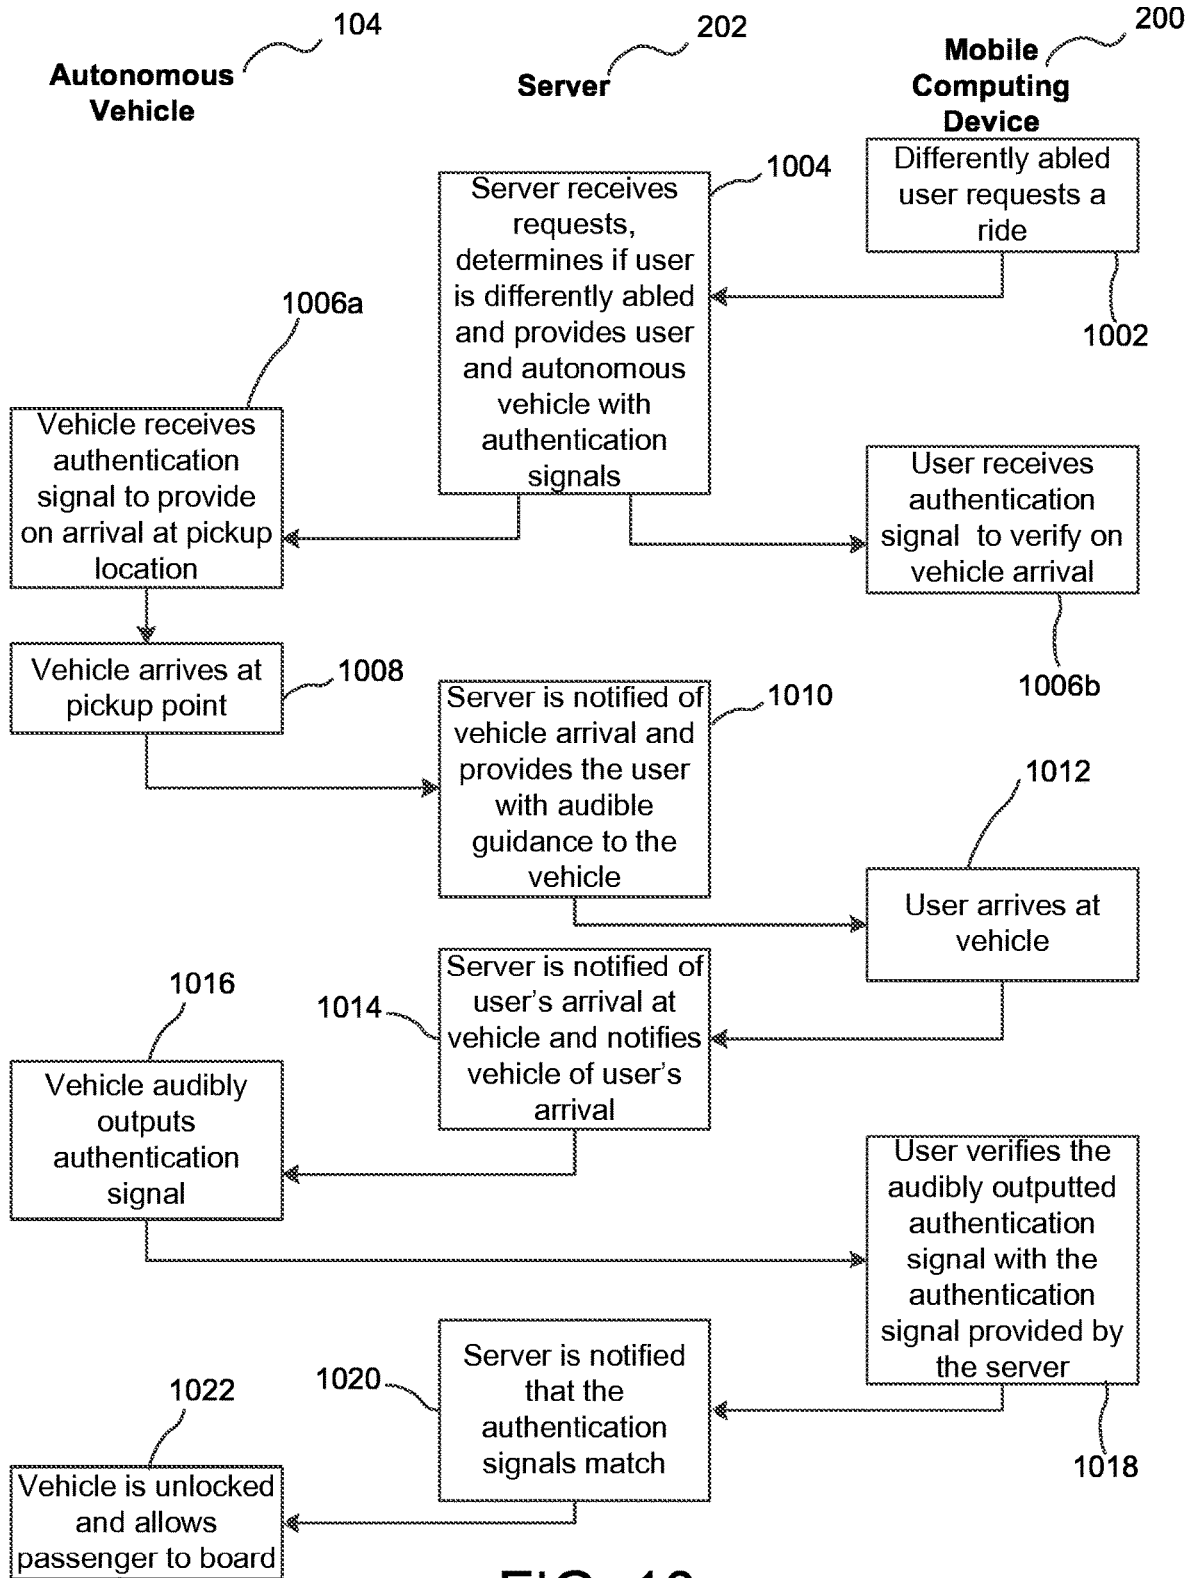 104
202
200
Autonomous
Vehicle
Server
Mobile
Computing
Device
Differently abled
user requests a
ride
1002
1004
Server receives
requests,
determines if user
is differently abled
and provides user
and autonomous
vehicle with
authentication
signals
1006a
Vehicle receives
authentication
signal to provide
on arrival at pickup
location
User receives
authentication
signal to verify on
vehicle arrival
1006b
Vehicle arrives at
pickup point
1008
Server is notified of
vehicle arrival and
provides the user
with audible
guidance to the
vehicle
1010
1012
User arrives at
vehicle
1014
Server is notified of
user's arrival at
vehicle and notifies
vehicle of user's
arrival
1016
Vehicle audibly
outputs
authentication
signal
User verifies the
audibly outputted
authentication
signal with the
authentication
signal provided by
the server
1018
1020
Server is notified
that the
authentication
signals match
1022
Vehicle is unlocked
and allows
passenger to board